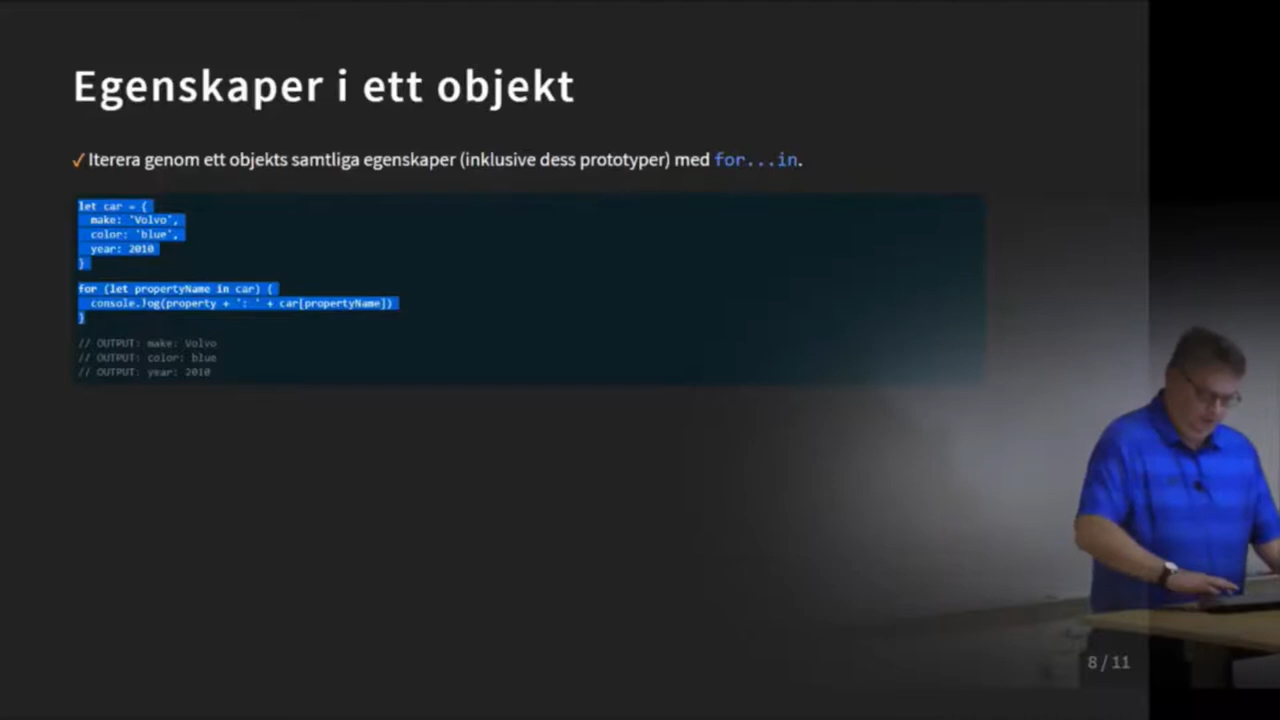 Egenskaper i ett objekt
✓ Iterera genom ett objekts samtliga egenskaper (inklusive dess prototyper) med for...in.
let car = {
make: 'Volvo',
color: 'blue',
year: 2010
}
for (let propertyName in car) {
console.log(property + ': ' + car[propertyName])
}
// OUTPUT: make: Volvo
// OUTPUT: color: blue
// OUTPUT: year: 2010
8 / 11